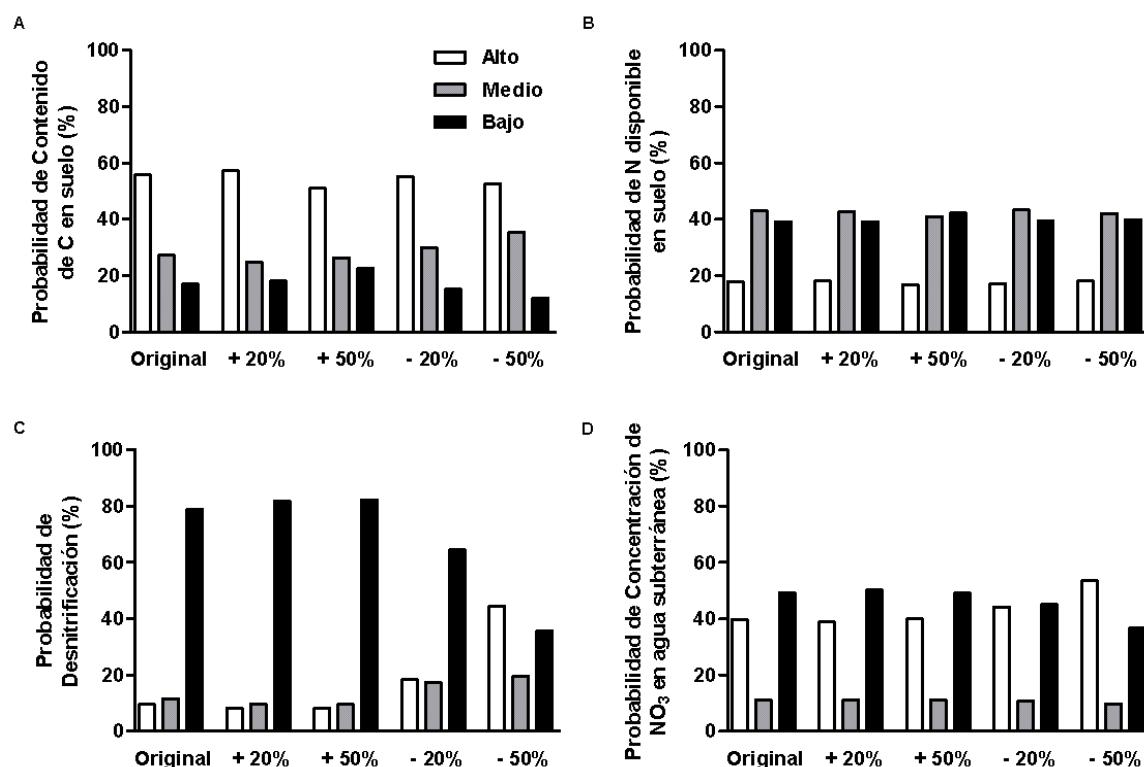 A
Probabilidad de Contenido
de C en suelo (%)
100
80
60
40
20
0
Alto
Medio
Bajo
Original + 20% + 50% - 20% - 50%
B
Probabilidad de N disponible
en suelo (%)
100
80
60
40
20
0
Original + 20% + 50% - 20% - 50%
C
Probabilidad de
Desnitrificación (%)
100
80
60
40
20
0
Original + 20% + 50% - 20% - 50%
D
Probabilidad de Concentración de
NO₃ en agua subterránea (%)
100
80
60
40
20
0
Original + 20% + 50% - 20% - 50%